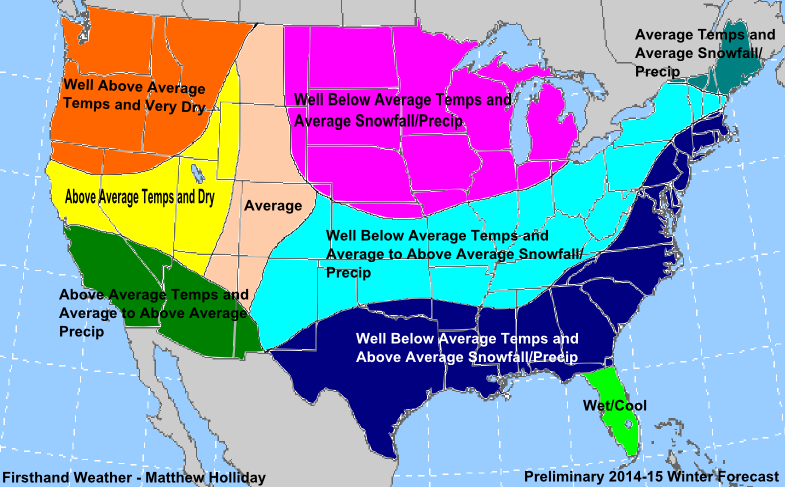 Average Temps and
Average Snowfall/
Precip
Well Above Average
Temps and Very Dry
Well Below Average Temps and
Average Snowfall/Precip
Above Average Temps and Dry
Average
Well Below Average Temps and
Average to Above Average Snowfall/
Precip
Above Average Temps and
Average to Above Average
Precip
Well Below Average Temps and
Above Average Snowfall/Precip
Wet/Cool
Firsthand Weather - Matthew Holliday
Preliminary 2014-15 Winter Forecast